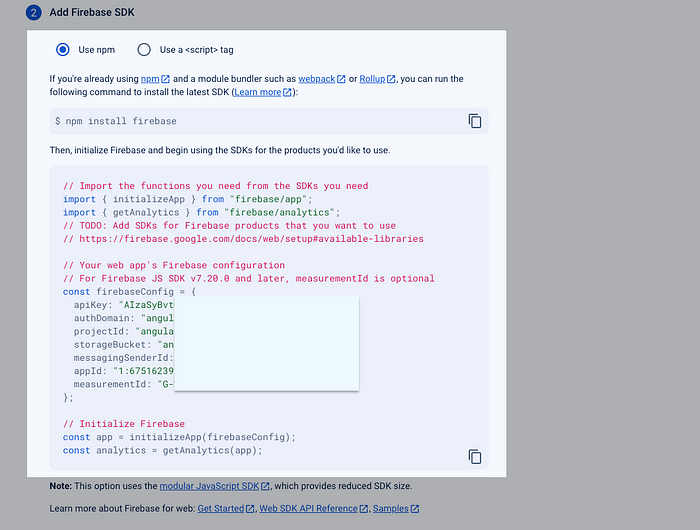 2 Add Firebase SDK
Use npm Use a <script> tag
If you're already using npm and a module bundler such as webpack or Rollup, you can run the
following command to install the latest SDK (Learn more):
$ npm install firebase
Then, initialize Firebase and begin using the SDKs for the products you'd like to use.
// Import the functions you need from the SDKs you need
import { initializeApp } from "firebase/app";
import { getAnalytics } from "firebase/analytics";
// TODO: Add SDKs for Firebase products that you want to use
// https://firebase.google.com/docs/web/setup#available-libraries
// Your web app's Firebase configuration
// For Firebase JS SDK v7.20.0 and later, measurementId is optional
const firebaseConfig = {
apiKey: "AIzaSyBvt
authDomain: "angul
projectId: "angula
storageBucket: "an
messagingSenderId:
appId: "1:67516239
measurementId: "G-
};
// Initialize Firebase
const app = initializeApp(firebaseConfig);
const analytics = getAnalytics(app);
Note: This option uses the modular JavaScript SDK, which provides reduced SDK size.
Learn more about Firebase for web: Get Started, Web SDK API Reference, Samples